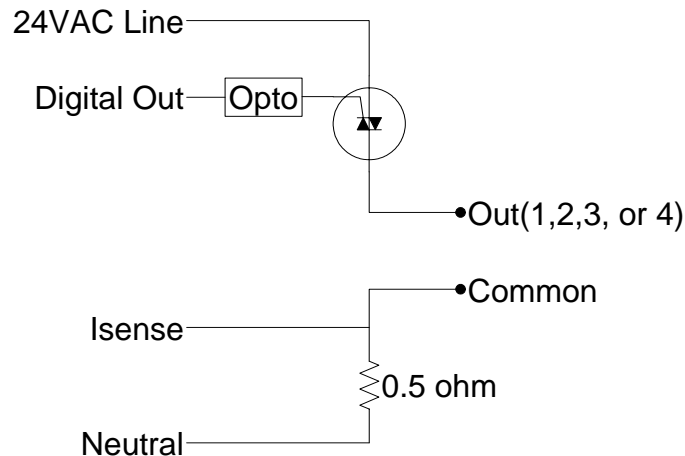 24VAC Line
Digital Out
Opto
Out(1,2,3, or 4)
Common
Isense
0.5 ohm
Neutral